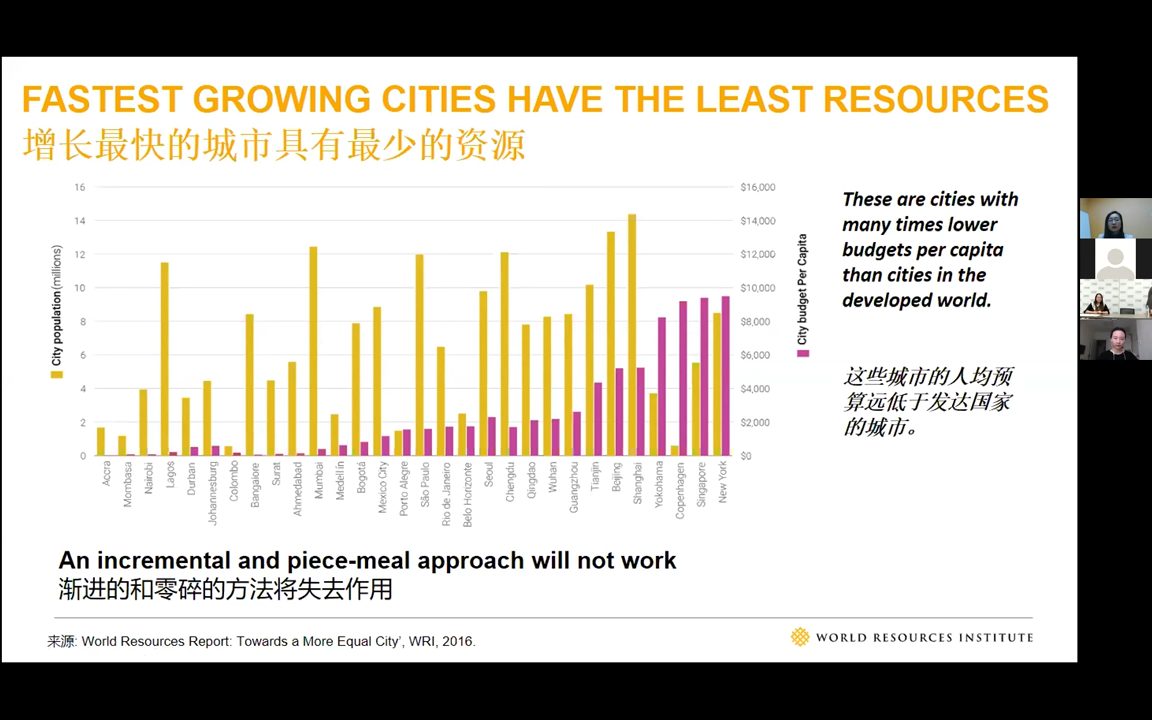 FASTEST GROWING CITIES HAVE THE LEAST RESOURCES
增长最快的城市具有最少的资源
City population (millions)
16
14
12
10
8
6
4
2
0
$16,000
$14,000
$12,000
$10,000
$8,000
$6,000
$4,000
$2,000
$0
City budget Per Capita
Accra
Mombasa
Nairobi
Lagos
Durban
Johannesburg
Colombo
Bangalore
Surat
Ahmedabad
Mumbai
Medellín
Bogotá
Mexico City
Porto Alegre
São Paulo
Rio de Janeiro
Belo Horizonte
Seoul
Chengdu
Qingdao
Wuhan
Guangzhou
Tianjin
Beijing
Shanghai
Yokohama
Copenhagen
Singapore
New York
These are cities with
many times lower
budgets per capita
than cities in the
developed world.
这些城市的人均预
算远低于发达国家
的城市。
An incremental and piece-meal approach will not work
渐进的和零碎的方法将失去作用
来源: World Resources Report: Towards a More Equal City’, WRI, 2016.
WORLD RESOURCES INSTITUTE